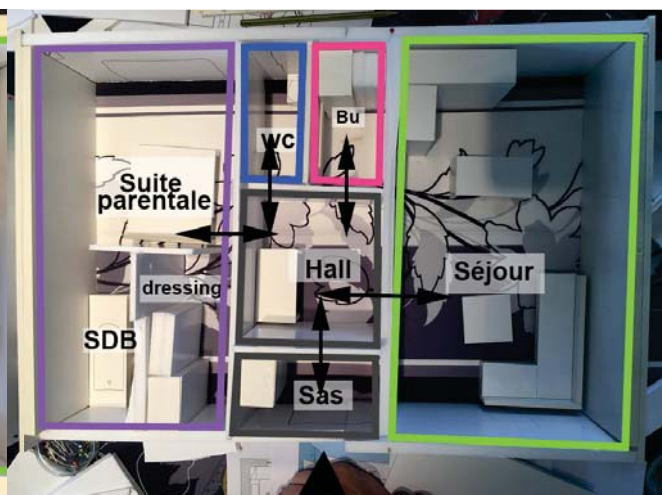 WC
Bu
Suite
parentale
Hall
Séjour
dressing
SDB
Sas